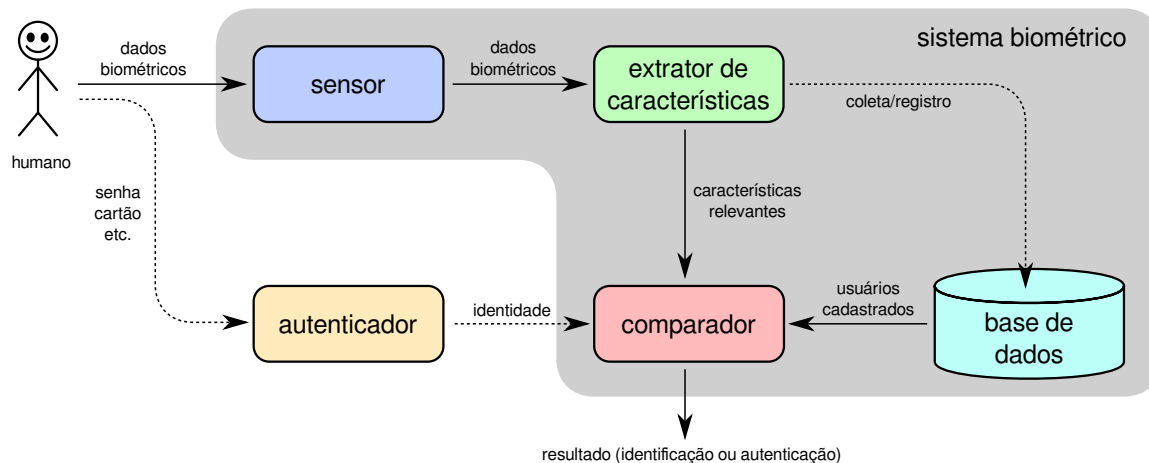 sistema biométrico
dados
biométricos
sensor
dados
biométricos
extrator de
característícas
coleta/registro
humano
senha
cartão
etc.
características
relevantes
autenticador
identidade
comparador
usuários
cadastrados
base de
dados
resultado (identificação ou autenticação)